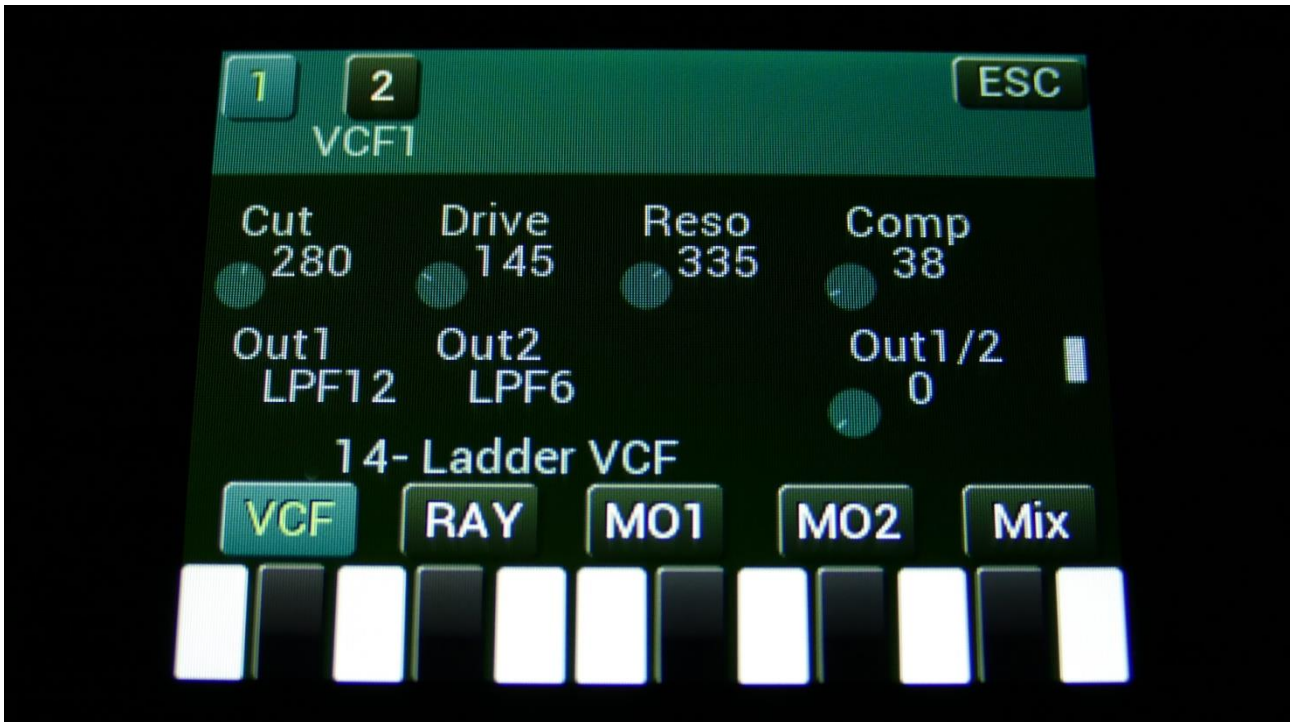 1 2 ESC
VCF1
Cut Drive Reso Comp
280 145 335 38
Out1 Out2 Out1/2
LPF12 LPF6 0
14- Ladder VCF
VCF RAY MO1 MO2 Mix